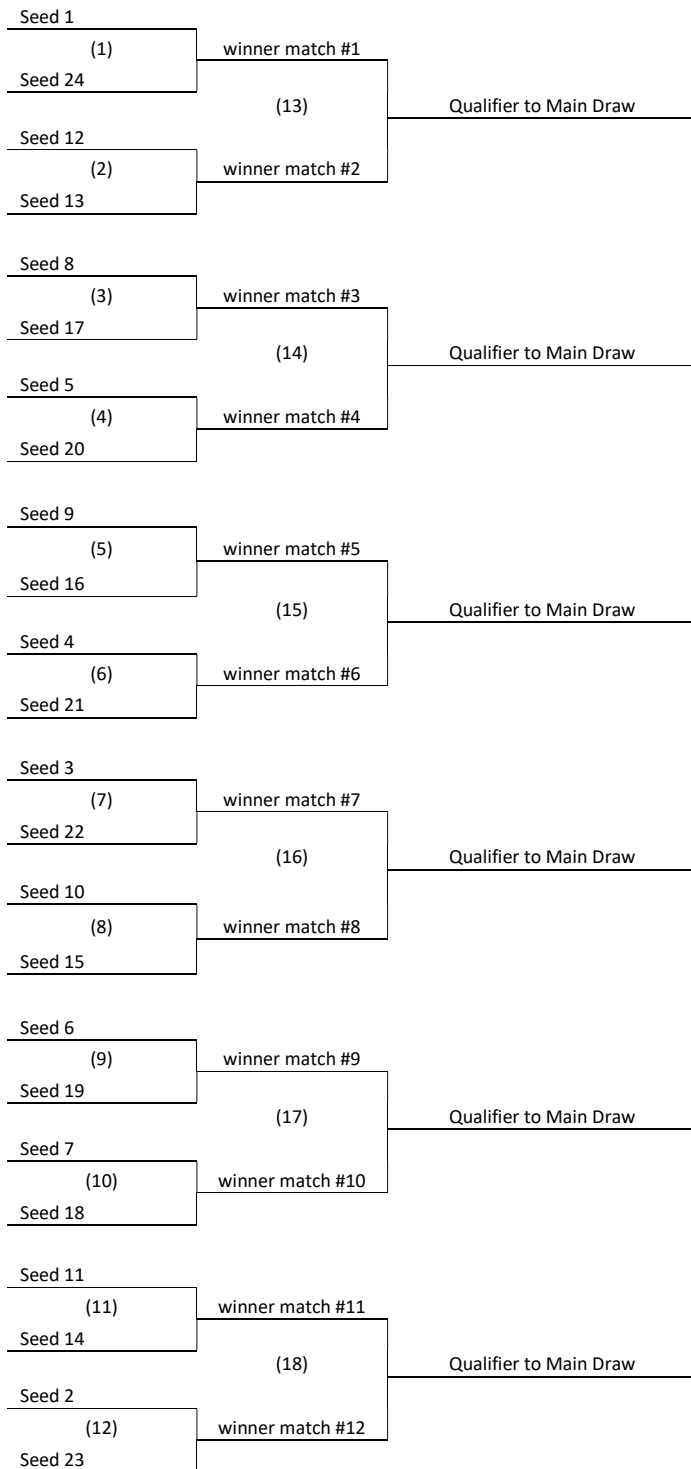 Seed 1
(1) winner match #1
Seed 24
(13) Qualifier to Main Draw
Seed 12
(2) winner match #2
Seed 13
Seed 8
(3) winner match #3
Seed 17
(14) Qualifier to Main Draw
Seed 5
(4) winner match #4
Seed 20
Seed 9
(5) winner match #5
Seed 16
(15) Qualifier to Main Draw
Seed 4
(6) winner match #6
Seed 21
Seed 3
(7) winner match #7
Seed 22
(16) Qualifier to Main Draw
Seed 10
(8) winner match #8
Seed 15
Seed 6
(9) winner match #9
Seed 19
(17) Qualifier to Main Draw
Seed 7
(10) winner match #10
Seed 18
Seed 11
(11) winner match #11
Seed 14
(18) Qualifier to Main Draw
Seed 2
(12) winner match #12
Seed 23